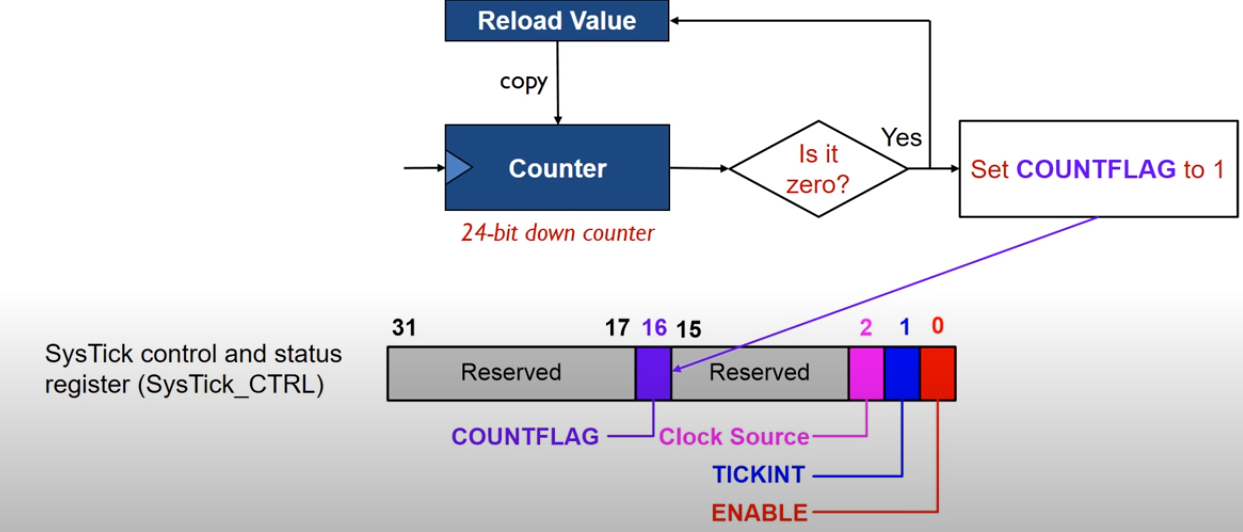 Reload Value
copy
Counter
24-bit down counter
Is it
zero?
Yes
Set COUNTFLAG to 1
31 17 16 15 2 1 0
SysTick control and status
register (SysTick_CTRL)
Reserved
Reserved
COUNTFLAG
Clock Source
TICKINT
ENABLE